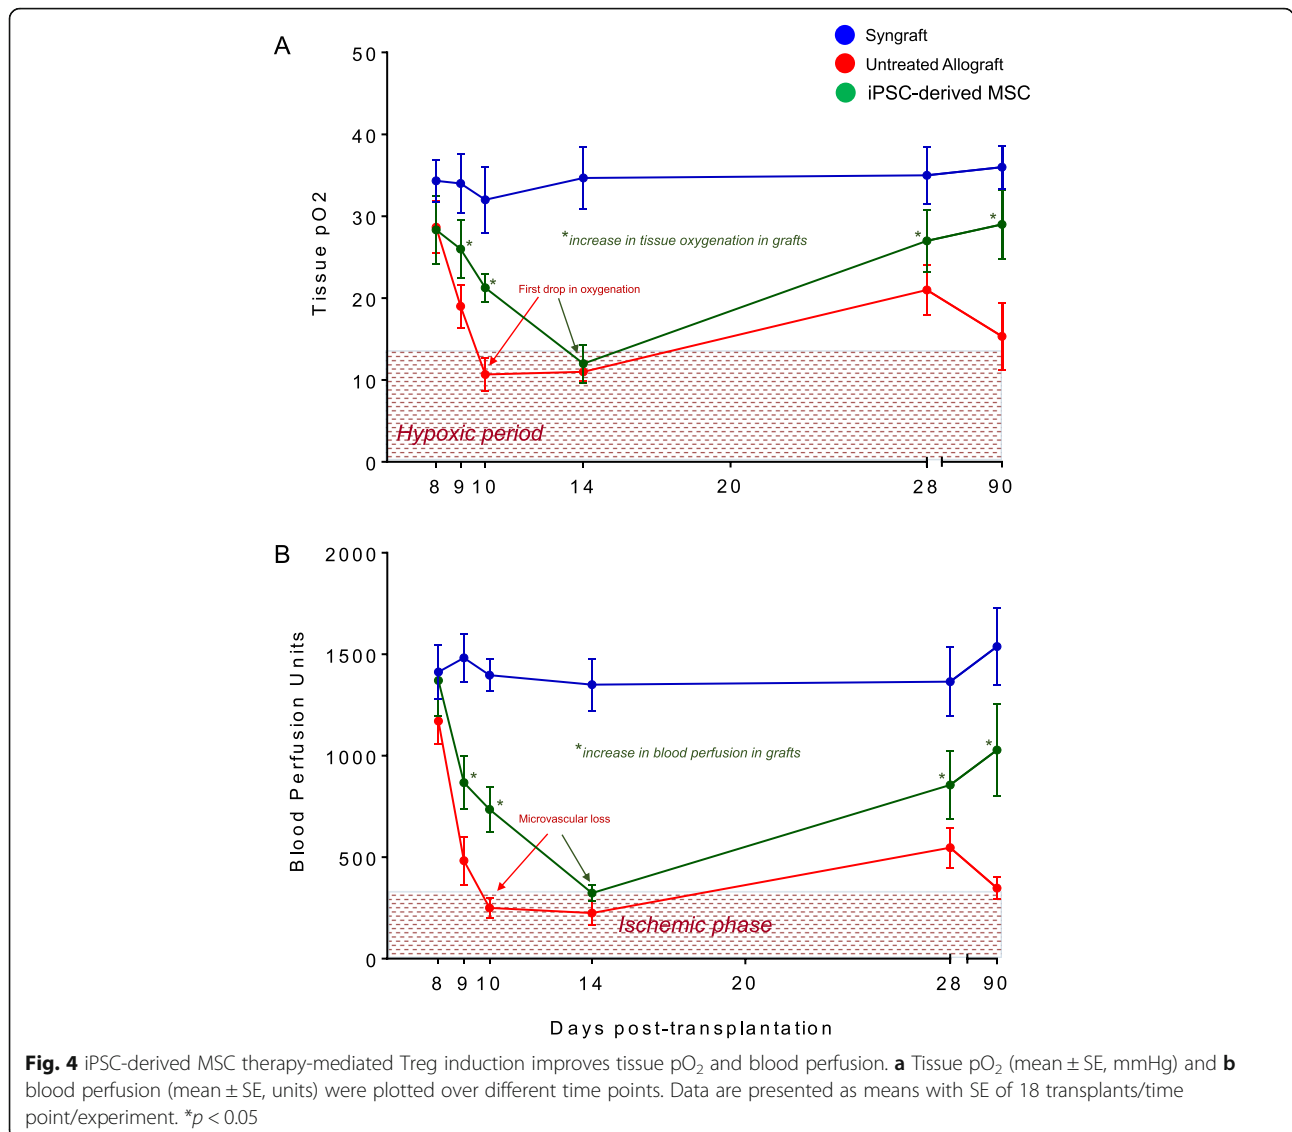 A
Syngraft
Untreated Allograft
iPSC-derived MSC
Tissue pO2
50
40
30
20
10
0
*increase in tissue oxygenation in grafts
First drop in oxygenation
Hypoxic period
* * * *
8 9 10 14 20 28 90
B
Blood Perfusion Units
2000
1500
1000
500
0
*increase in blood perfusion in grafts
Microvascular loss
Ischemic phase
* * * *
8 9 10 14 20 28 90
Days post-transplantation
Fig. 4 iPSC-derived MSC therapy-mediated Treg induction improves tissue pO₂ and blood perfusion. a Tissue pO₂ (mean ± SE, mmHg) and b
blood perfusion (mean ± SE, units) were plotted over different time points. Data are presented as means with SE of 18 transplants/time
point/experiment. *p < 0.05